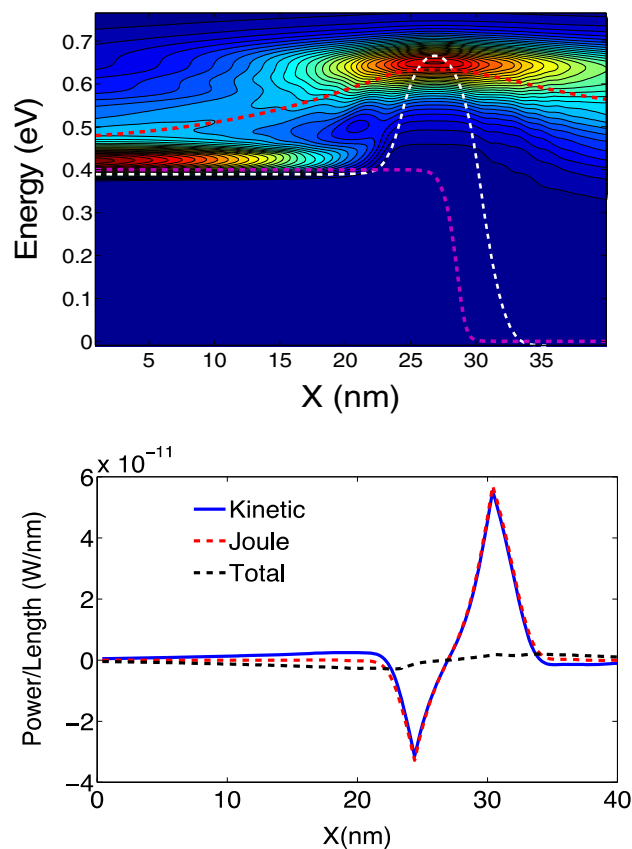 0.7
0.6
0.5
0.4
0.3
0.2
0.1
0
Energy (eV)
5 10 15 20 25 30 35
X (nm)
x 10⁻¹¹
6
4
2
0
-2
-4
Power/Length (W/nm)
Kinetic
Joule
Total
0 10 20 30 40
X(nm)